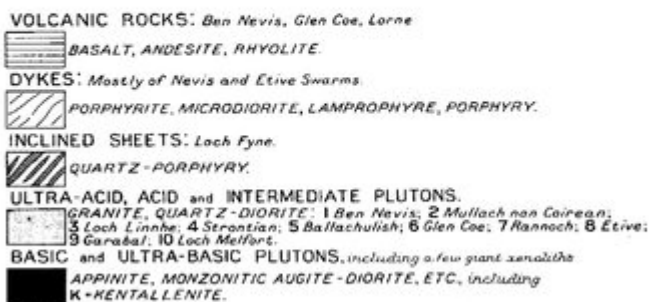 VOLCANIC ROCKS: Ben Nevis, Glen Coe, Lorne
BASALT, ANDESITE, RHYOLITE.
DYKES: Mostly of Nevis and Etive Swarms.
PORPHYRITE, MICRODIORITE, LAMPROPHYRE, PORPHYRY.
INCLINED SHEETS: Loch Fyne.
QUARTZ-PORPHYRY.
ULTRA-ACID, ACID and INTERMEDIATE PLUTONS.
GRANITE, QUARTZ-DIORITE: 1 Ben Nevis; 2 Mullach nan Coirean;
3 Loch Linnhe; 4 Strontian; 5 Ballachulish; 6 Glen Coe; 7 Rannoch; 8 Etive;
9 Garabal; 10 Loch Melfort.
BASIC and ULTRA-BASIC PLUTONS, including a few giant xenoliths
APPINITE, MONZONITIC AUGITE-DIORITE, ETC., including
K-KENTALLENITE.